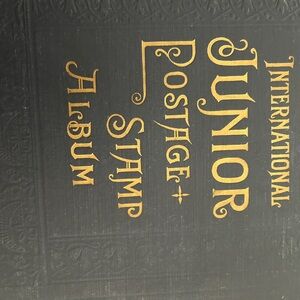 INTERNATIONAL
JUNIOR
POSTAGE
STAMP
ALBUM